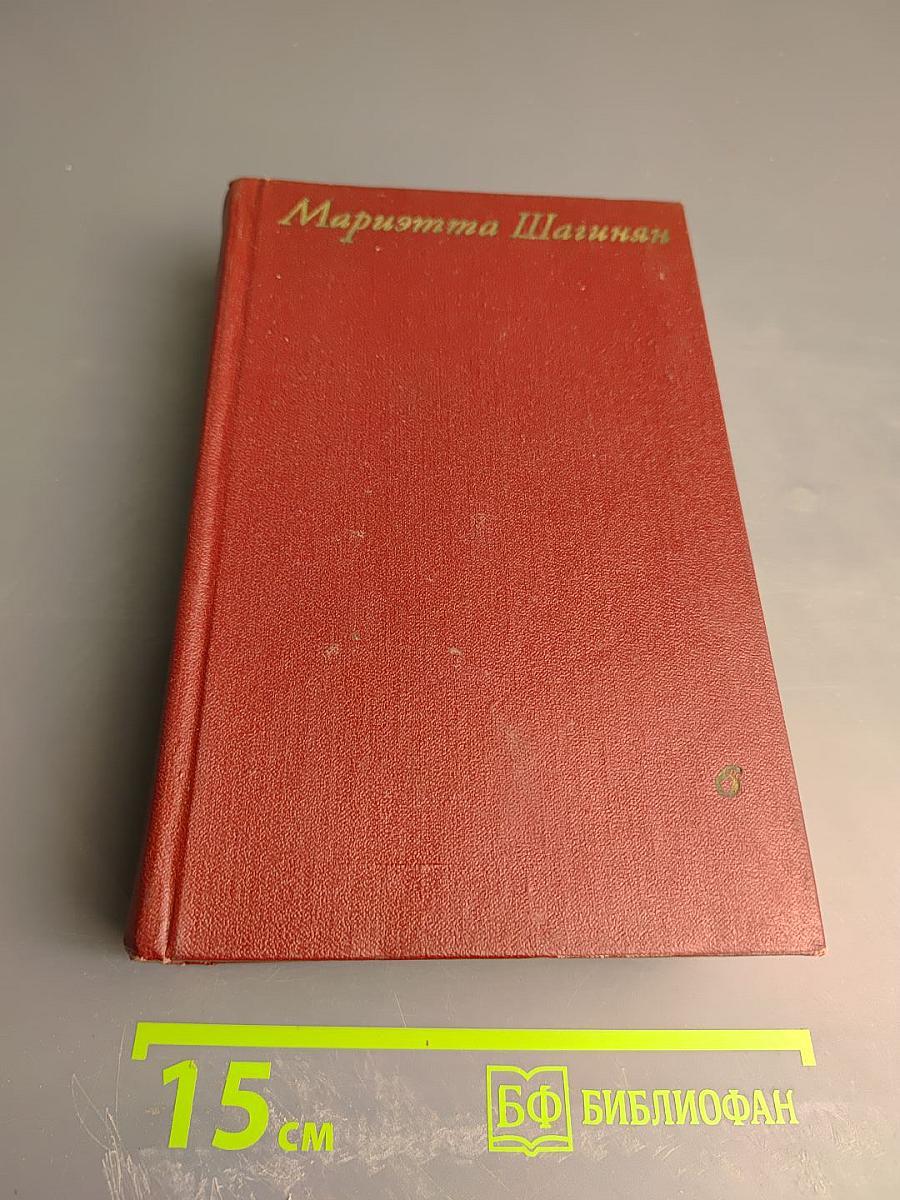 Мариэтта Шагинян
6
15 см
БФ БИБЛИОФАН